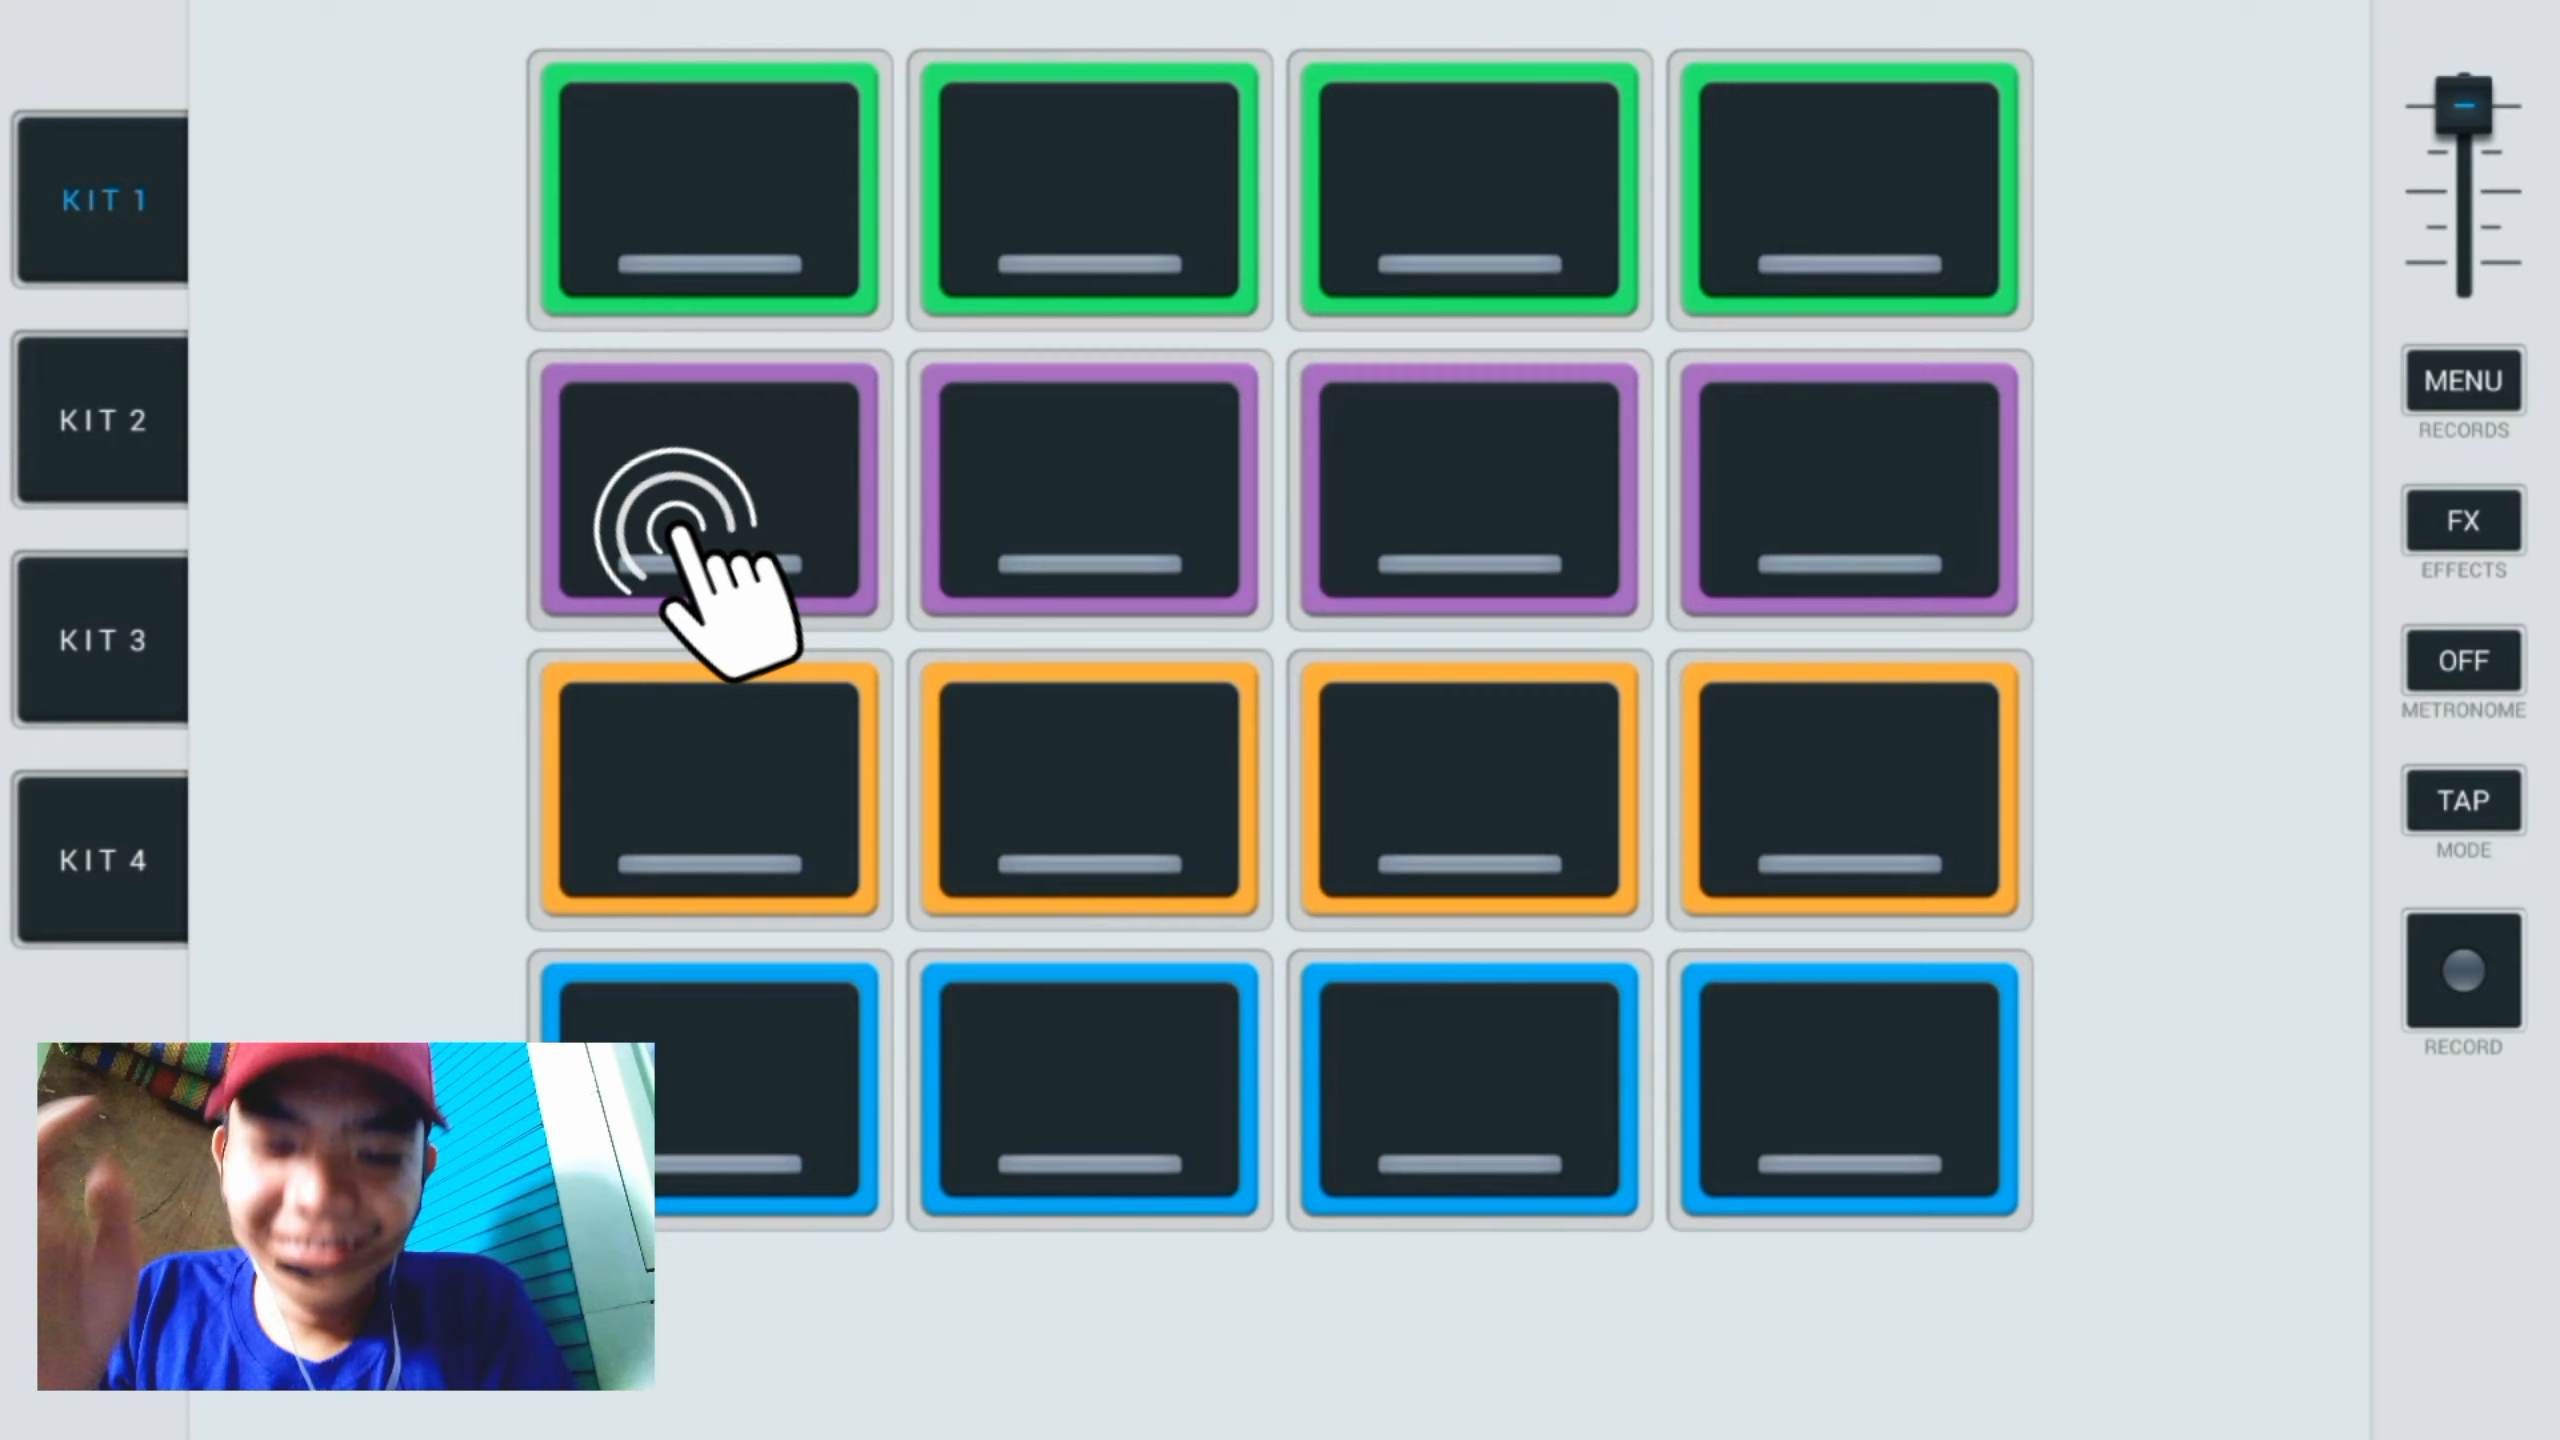 KIT 1
KIT 2
KIT 3
KIT 4
MENU
RECORDS
FX
EFFECTS
OFF
METRONOME
TAP
MODE
RECORD